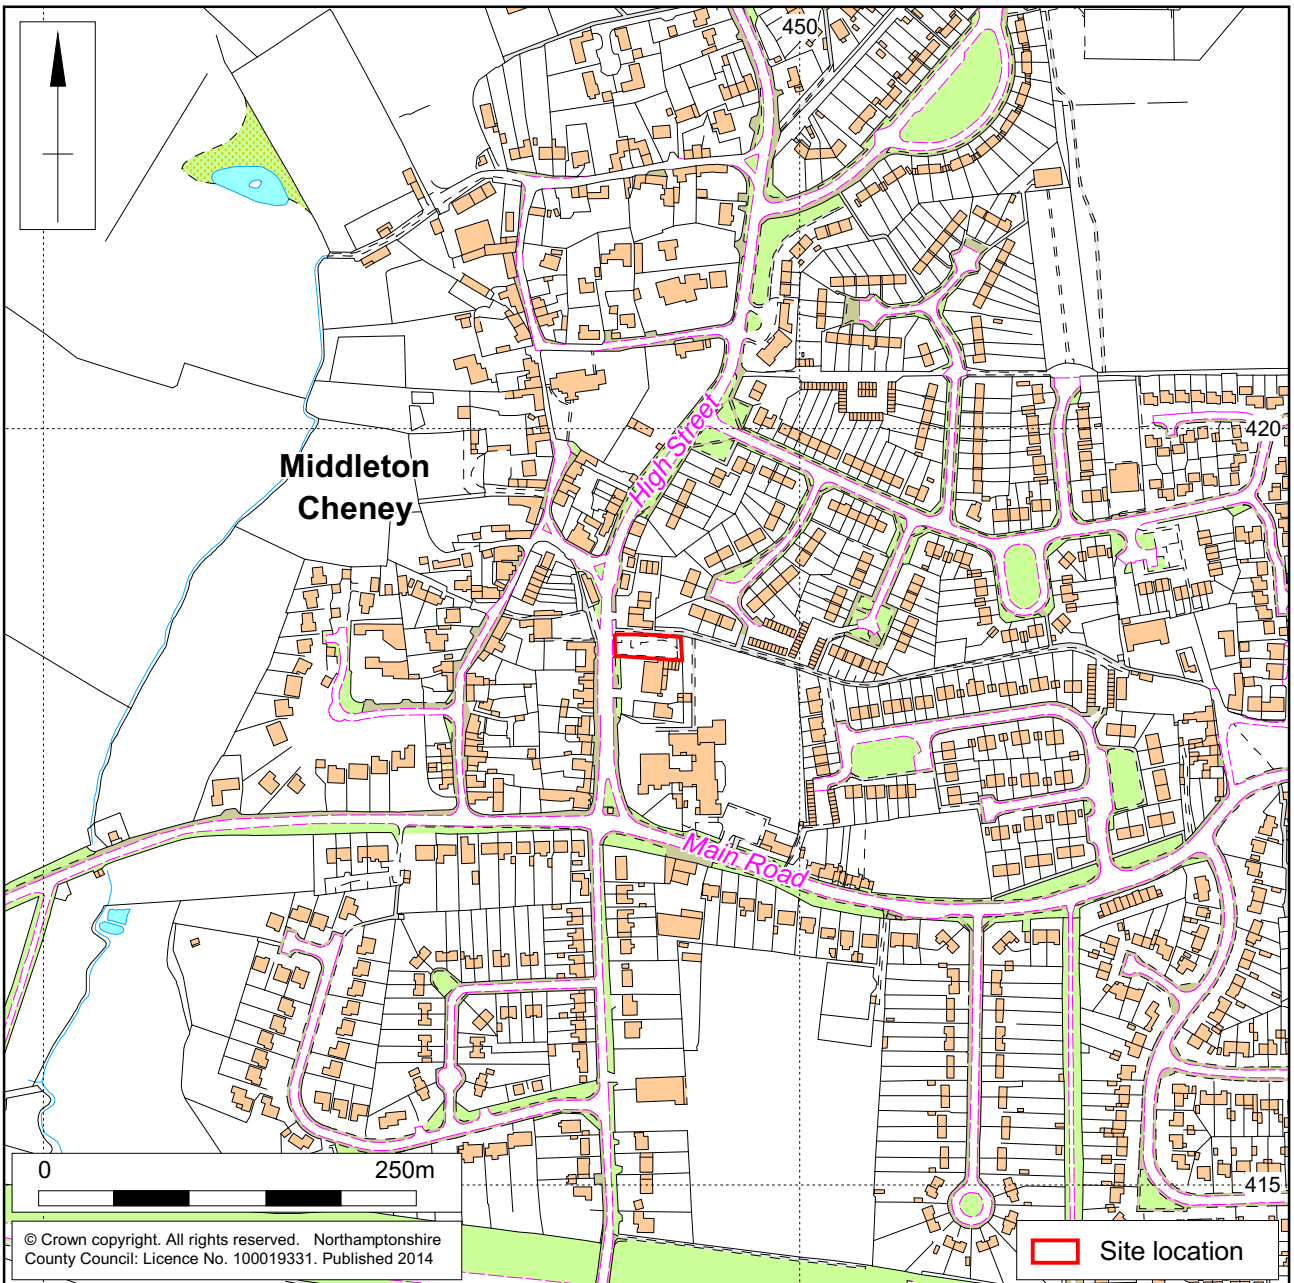 450
420
High Street
Middleton
Cheney
Main Road
0 250m
415
© Crown copyright. All rights reserved. Northamptonshire
County Council: Licence No. 100019331. Published 2014
Site location